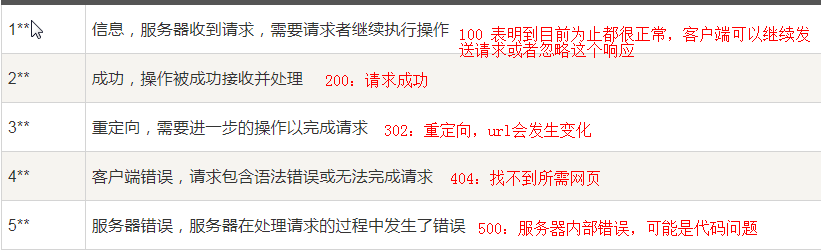 1** 信息，服务器收到请求，需要请求者继续执行操作 100 表明到目前为止都很正常，客户端可以继续发
送请求或者忽略这个响应
2** 成功，操作被成功接收并处理 200：请求成功
3** 重定向，需要进一步的操作以完成请求 302：重定向，url会发生变化
4** 客户端错误，请求包含语法错误或无法完成请求 404：找不到所需网页
5** 服务器错误，服务器在处理请求的过程中发生了错误 500：服务器内部错误，可能是代码问题